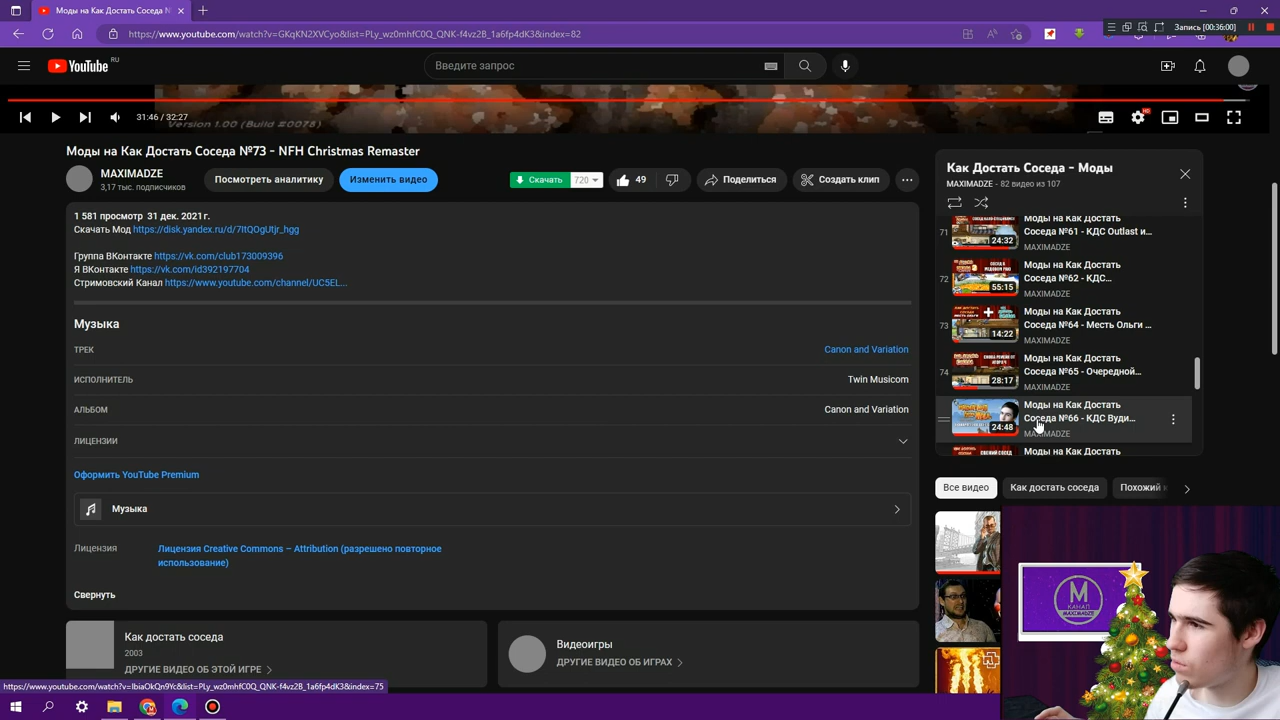 Моды на Как Достать Соседа N
https://www.youtube.com/watch?v=GKqKN2XVCyo&list=PLy_wz0mhfC0Q_QNK-f4vz2B_1a6fp4dK3&index=82
Запись [00:36:00]
YouTube RU
Введите запрос
Version 1.00 (Build #0078)
31:46 / 32:27
HD
Моды на Как Достать Соседа №73 - NFH Christmas Remaster
MAXIMADZE
3,17 тыс. подписчиков
Посмотреть аналитику
Изменить видео
Скачать 720
49
Поделиться
Создать клип
1 581 просмотр 31 дек. 2021 г.
Скачать Мод https://disk.yandex.ru/d/7ItQOgUtjr_hgg
Группа ВКонтакте https://vk.com/club173009396
Я ВКонтакте https://vk.com/id392197704
Стримовский Канал https://www.youtube.com/channel/UC5EL...
Музыка
ТРЕК
Canon and Variation
ИСПОЛНИТЕЛЬ
Twin Musicom
АЛЬБОМ
Canon and Variation
ЛИЦЕНЗИИ
Оформить YouTube Premium
Музыка
Лицензия
Лицензия Creative Commons – Attribution (разрешено повторное
использование)
Свернуть
Как достать соседа
2003
ДРУГИЕ ВИДЕО ОБ ЭТОЙ ИГРЕ
Видеоигры
ДРУГИЕ ВИДЕО ОБ ИГРАХ
https://www.youtube.com/watch?v=IbiaOkQn9Yc&list=PLy_wz0mhfC0Q_QNK-f4vz2B_1a6fp4dK3&index=75
Как Достать Соседа – Моды
MAXIMADZE - 82 видео из 107
71
24:32
Моды на Как Достать
Соседа №61 - КДС Outlast и...
MAXIMADZE
72
55:15
Моды на Как Достать
Соседа №62 - КДС...
MAXIMADZE
73
14:22
Моды на Как Достать
Соседа №64 - Месть Ольги ...
MAXIMADZE
74
28:17
Моды на Как Достать
Соседа №65 - Очередной...
MAXIMADZE
24:48
Моды на Как Достать
Соседа №66 - КДС Вуди...
MAXIMADZE
Моды на Как Достать
Все видео
Как достать соседа
Похожий к
M
КАНАЛ
MAXCMADZE